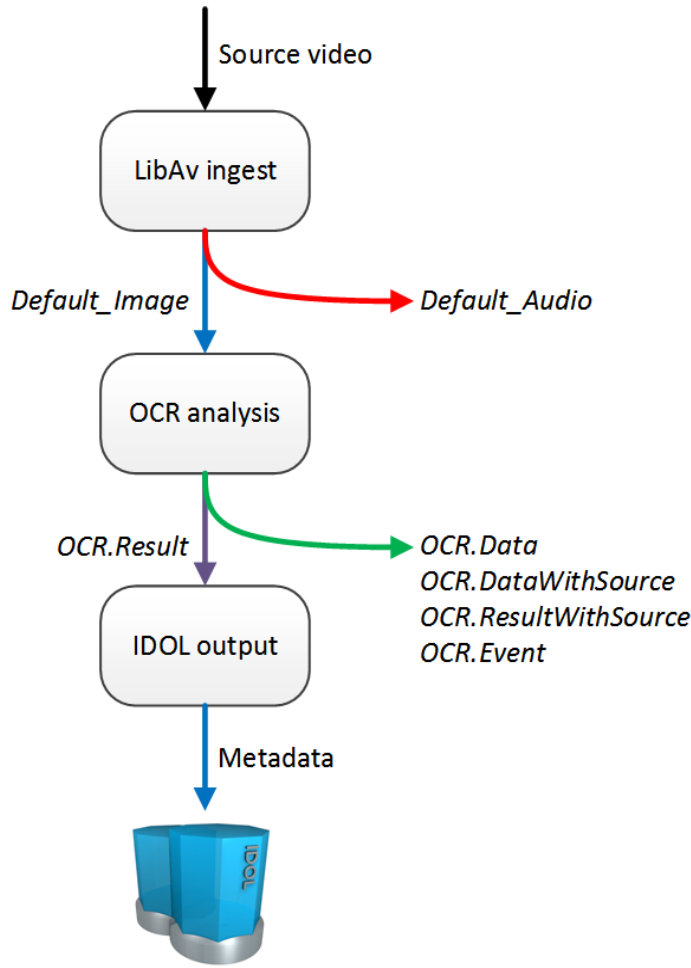 Source video
LibAv ingest
Default_Image
Default_Audio
OCR analysis
OCR.Result
OCR.Data
OCR.DataWithSource
OCR.ResultWithSource
OCR.Event
IDOL output
Metadata
IDOL